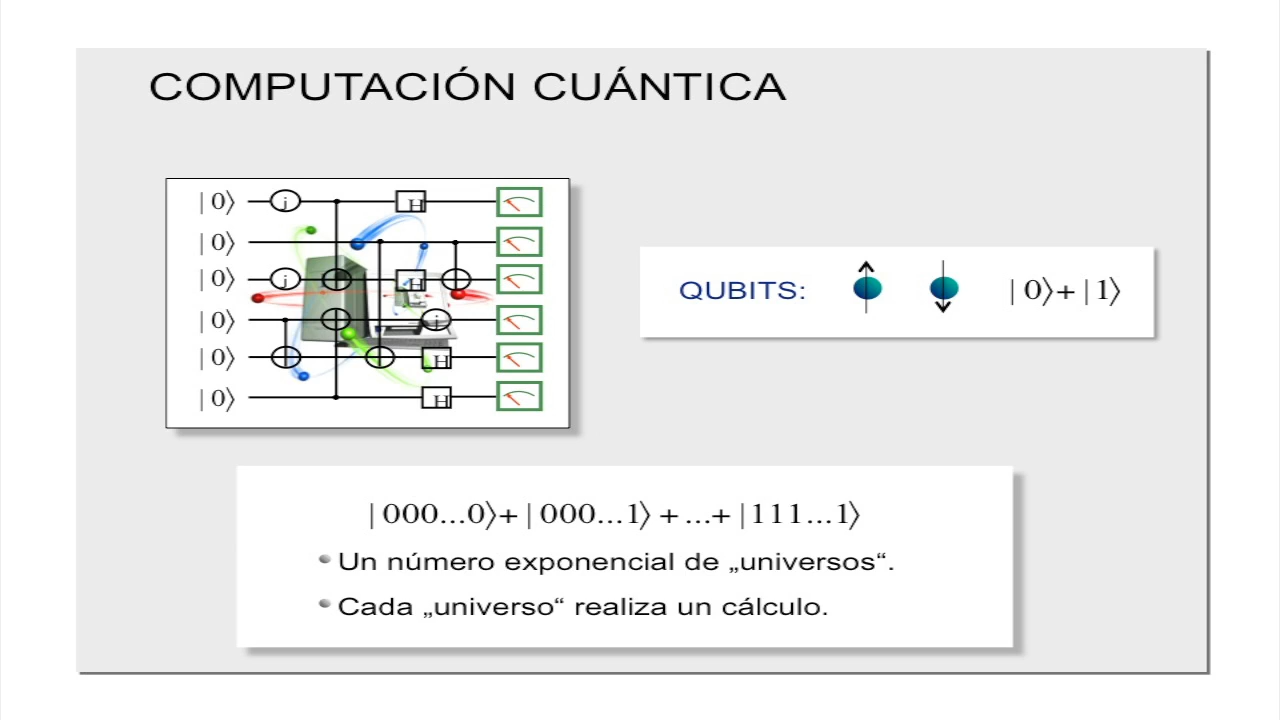 COMPUTACIÓN CUÁNTICA
|0⟩ j H
|0⟩
|0⟩ j H
|0⟩ j
|0⟩ H
|0⟩ H
QUBITS: |0⟩+|1⟩
|000...0⟩+|000...1⟩+...+|111...1⟩
Un número exponencial de „universos“.
Cada „universo“ realiza un cálculo.